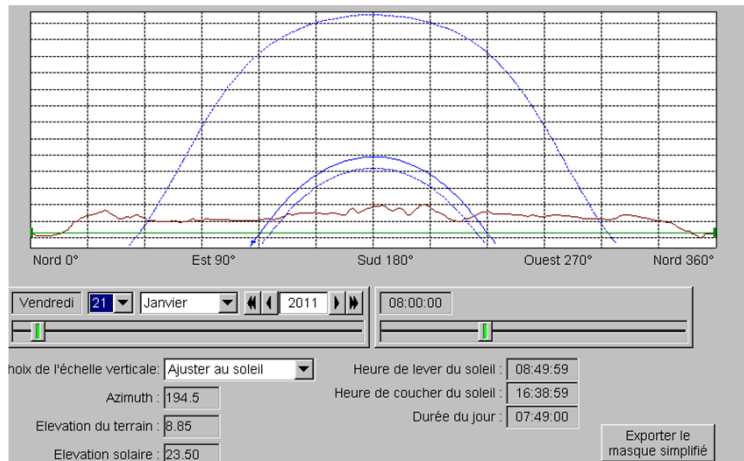 Nord 0° Est 90° Sud 180° Ouest 270° Nord 360°
Vendredi 21 Janvier 2011 08:00:00
hoix de l'échelle verticale: Ajuster au soleil Heure de lever du soleil : 08:49:59
Azimuth : 194.5 Heure de coucher du soleil : 16:38:59
Elevation du terrain : 8.85 Durée du jour : 07:49:00
Elevation solaire : 23.50 Exporter le
masque simplifié